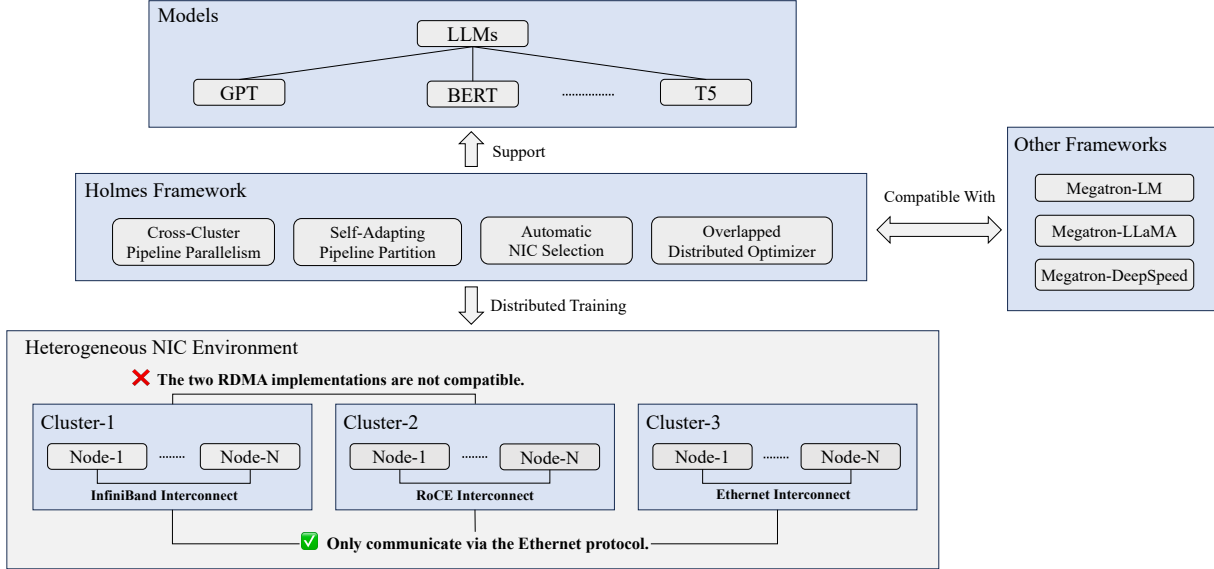 Models
LLMs
GPT
BERT
................
T5
Support
Holmes Framework
Cross-Cluster
Pipeline Parallelism
Self-Adapting
Pipeline Partition
Automatic
NIC Selection
Overlapped
Distributed Optimizer
Compatible With
Other Frameworks
Megatron-LM
Megatron-LLaMA
Megatron-DeepSpeed
Distributed Training
Heterogeneous NIC Environment
The two RDMA implementations are not compatible.
Cluster-1
Node-1 ........ Node-N
InfiniBand Interconnect
Cluster-2
Node-1 ........ Node-N
RoCE Interconnect
Cluster-3
Node-1 ........ Node-N
Ethernet Interconnect
Only communicate via the Ethernet protocol.